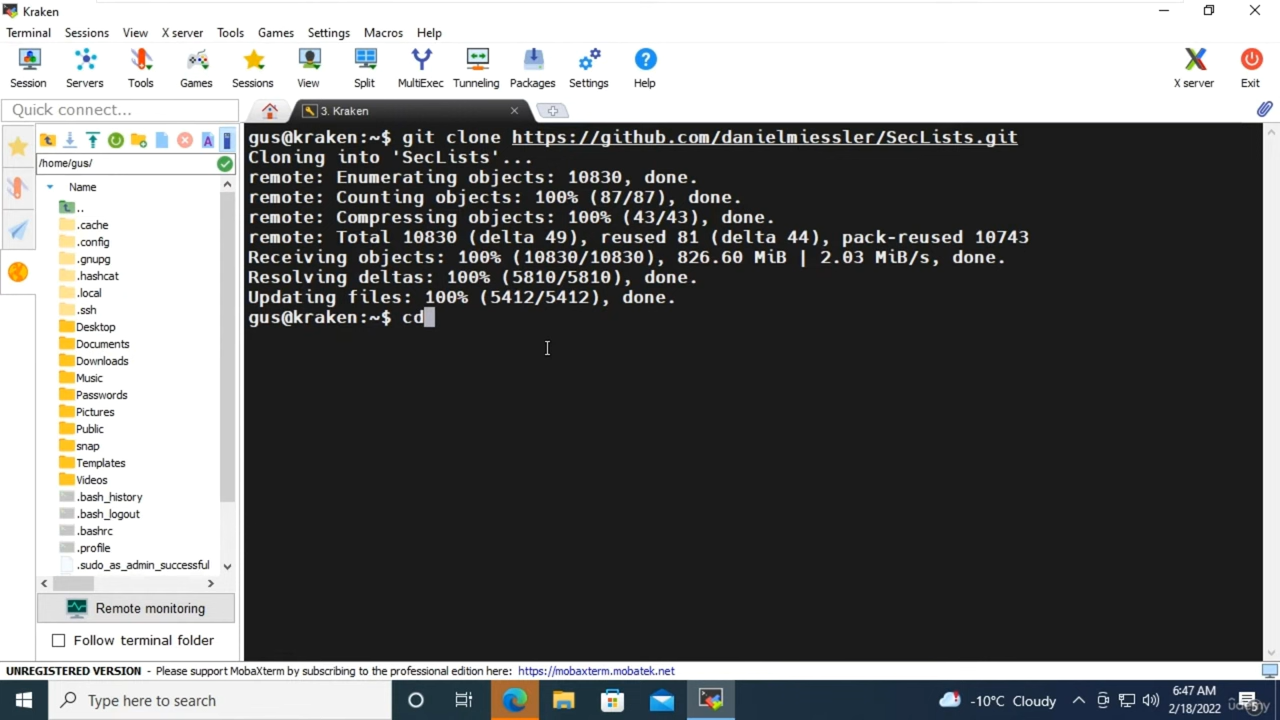 Kraken
Terminal Sessions View X server Tools Games Settings Macros Help
Session Servers Tools Games Sessions View Split MultiExec Tunneling Packages Settings Help X server Exit
Quick connect...
3. Kraken
/home/gus/
Name
..
.cache
.config
.gnupg
.hashcat
.local
.ssh
Desktop
Documents
Downloads
Music
Passwords
Pictures
Public
snap
Templates
Videos
.bash_history
.bash_logout
.bashrc
.profile
.sudo_as_admin_successful
Remote monitoring
Follow terminal folder
gus@kraken:~$ git clone https://github.com/danielmiessler/SecLists.git
Cloning into 'SecLists'...
remote: Enumerating objects: 10830, done.
remote: Counting objects: 100% (87/87), done.
remote: Compressing objects: 100% (43/43), done.
remote: Total 10830 (delta 49), reused 81 (delta 44), pack-reused 10743
Receiving objects: 100% (10830/10830), 826.60 MiB | 2.03 MiB/s, done.
Resolving deltas: 100% (5810/5810), done.
Updating files: 100% (5412/5412), done.
gus@kraken:~$ cd
UNREGISTERED VERSION - Please support MobaXterm by subscribing to the professional edition here: https://mobaxterm.mobatek.net
Type here to search
-10°C Cloudy
6:47 AM
2/18/2022
udemy